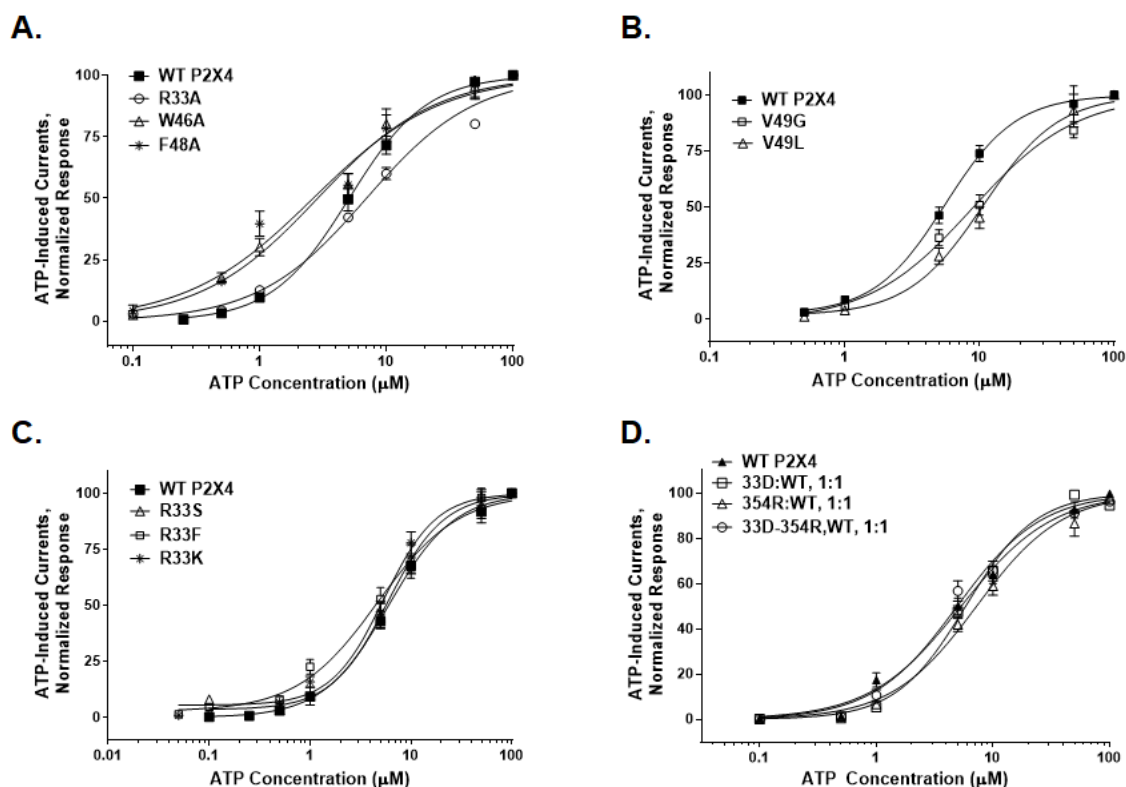 A.
WT P2X4
R33A
W46A
F48A
ATP-Induced Currents,
Normalized Response
100
75
50
25
0
0.1 1 10 100
ATP Concentration (μM)
B.
WT P2X4
V49G
V49L
ATP-Induced Currents,
Normalized Response
100
75
50
25
0
0.1 1 10 100
ATP Concentration (μM)
C.
WT P2X4
R33S
R33F
R33K
ATP-Induced Currents,
Normalized Response
100
75
50
25
0
0.01 0.1 1 10 100
ATP Concentration (μM)
D.
WT P2X4
33D:WT, 1:1
354R:WT, 1:1
33D-354R,WT, 1:1
ATP-Induced Currents,
Normalized Response
100
80
60
40
20
0
0.1 1 10 100
ATP Concentration (μM)